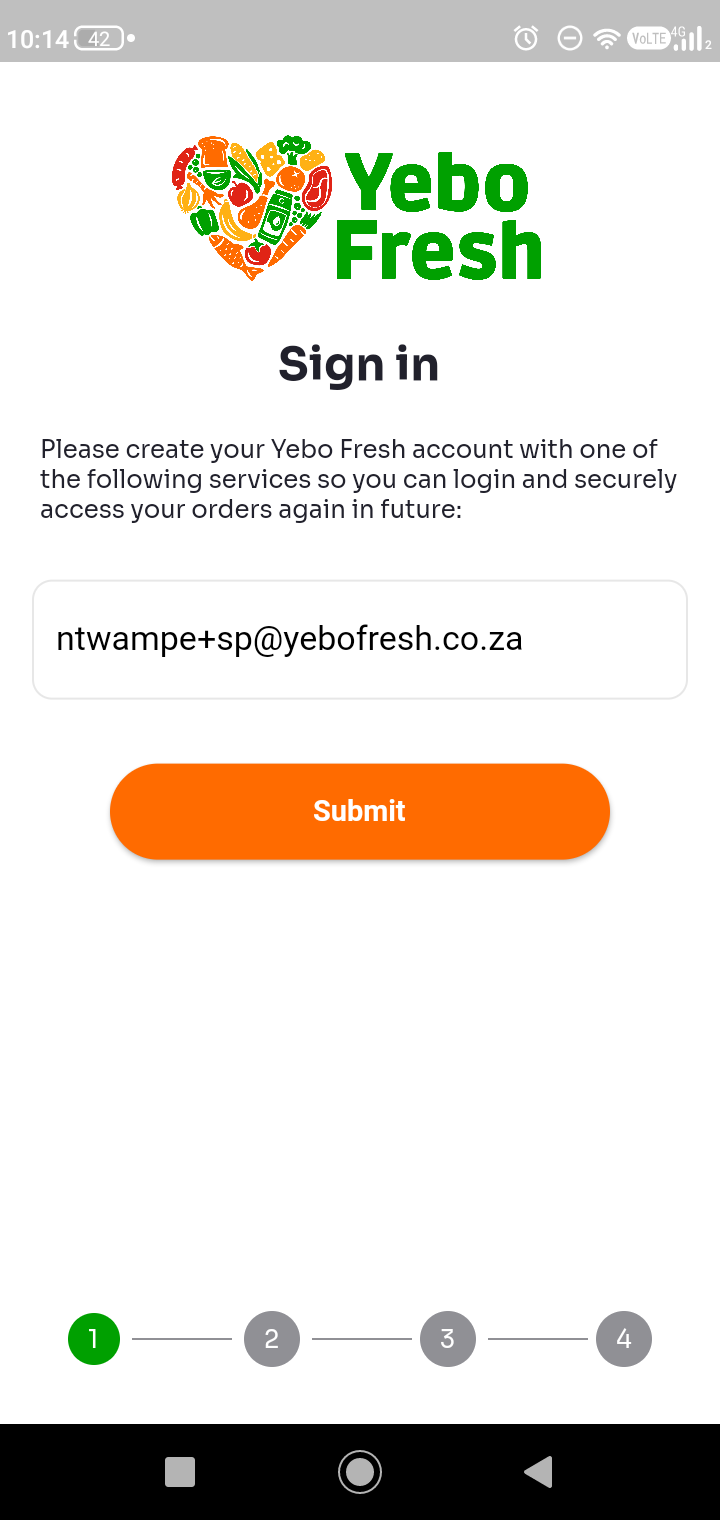 10:14 42
VoLTE 4G 2
Yebo
Fresh
Sign in
Please create your Yebo Fresh account with one of
the following services so you can login and securely
access your orders again in future:
ntwampe+sp@yebofresh.co.za
Submit
1 2 3 4